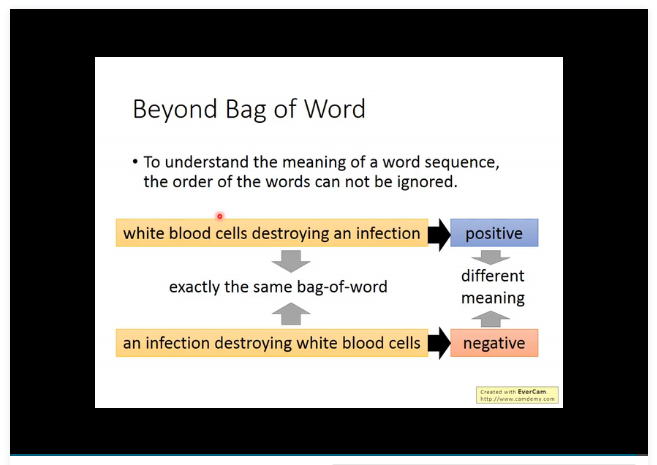 Beyond Bag of Word
• To understand the meaning of a word sequence,
the order of the words can not be ignored.
white blood cells destroying an infection
positive
exactly the same bag-of-word
different
meaning
an infection destroying white blood cells
negative
Created with EverCam.
http://www.camdemy.com